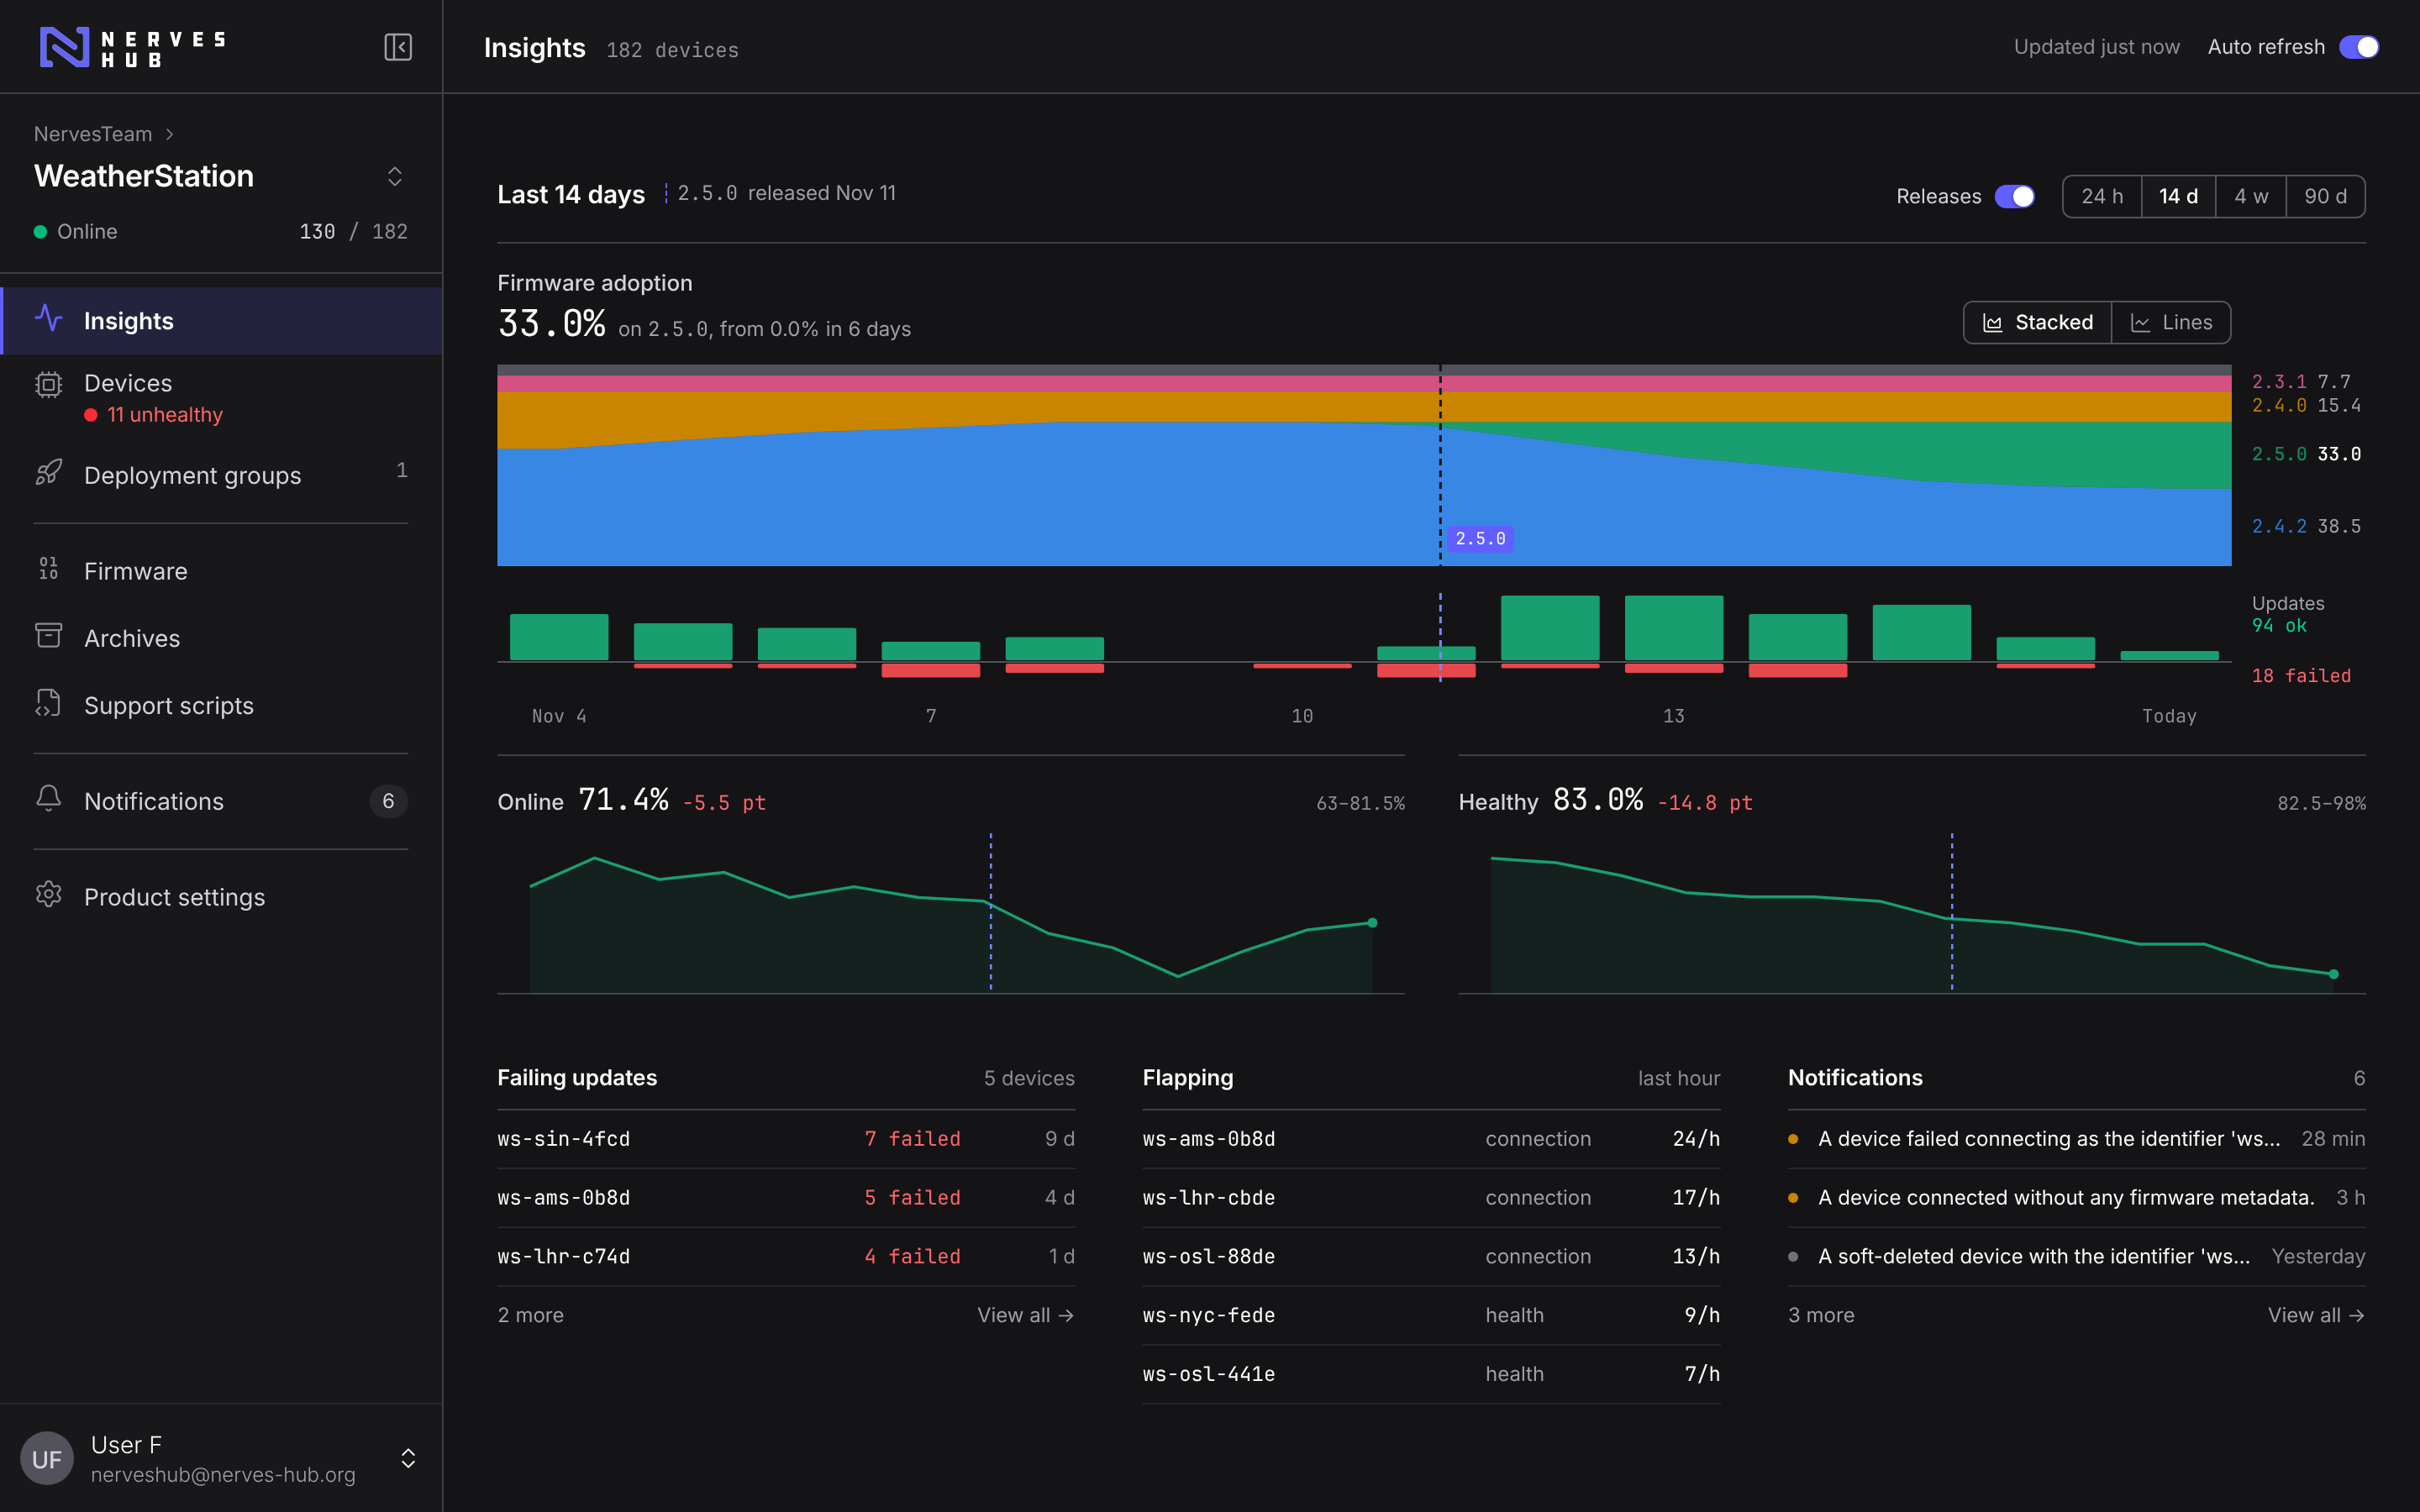 NERVES
HUB
Insights 182 devices
Updated just now Auto refresh
NervesTeam
WeatherStation
Online 130 / 182
Insights
Devices
11 unhealthy
Deployment groups 1
01
10
Firmware
Archives
Support scripts
Notifications 6
Product settings
UF
User F
nerveshub@nerves-hub.org
Last 14 days 2.5.0 released Nov 11
Releases 24 h 14 d 4 w 90 d
Firmware adoption
33.0% on 2.5.0, from 0.0% in 6 days
Stacked Lines
2.3.1 7.7
2.4.0 15.4
2.5.0 33.0
2.4.2 38.5
2.5.0
Updates
94 ok
18 failed
Nov 4 7 10 13 Today
Online 71.4% -5.5 pt 63–81.5%
Healthy 83.0% -14.8 pt 82.5–98%
Failing updates 5 devices
ws-sin-4fcd 7 failed 9 d
ws-ams-0b8d 5 failed 4 d
ws-lhr-c74d 4 failed 1 d
2 more View all →
Flapping last hour
ws-ams-0b8d connection 24/h
ws-lhr-cbde connection 17/h
ws-osl-88de connection 13/h
ws-nyc-fede health 9/h
ws-osl-441e health 7/h
Notifications 6
A device failed connecting as the identifier 'ws... 28 min
A device connected without any firmware metadata. 3 h
A soft-deleted device with the identifier 'ws... Yesterday
3 more View all →